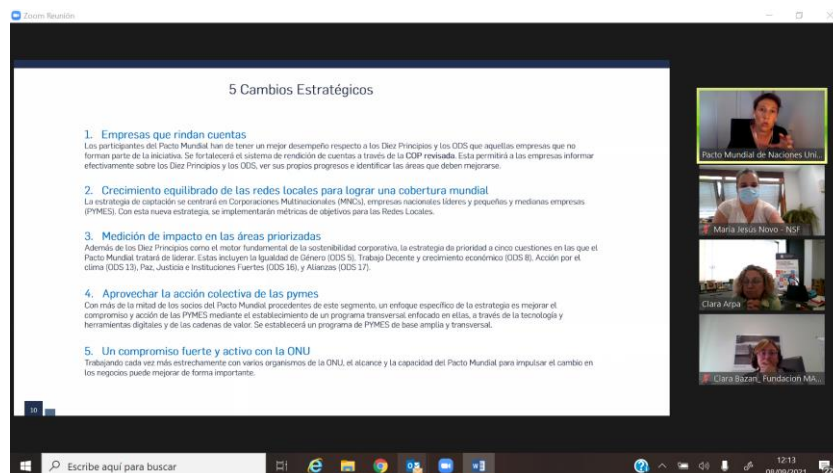 Zoom Reunión
5 Cambios Estratégicos
1. Empresas que rindan cuentas
Los participantes del Pacto Mundial han de tener un mejor desempeño respecto a los Diez Principios y los ODS que aquellas empresas que no
forman parte de la iniciativa. Se fortalecerá el sistema de rendición de cuentas a través de la COP revisada. Esta permitirá a las empresas informar
efectivamente sobre los Diez Principios y los ODS, ver sus propios progresos e identificar las áreas que deben mejorarse.
2. Crecimiento equilibrado de las redes locales para lograr una cobertura mundial
La estrategia de captación se centrará en Corporaciones Multinacionales (MNCs), empresas nacionales líderes y pequeñas y medianas empresas
(PYMES). Con esta nueva estrategia, se implementarán métricas de objetivos para las Redes Locales.
3. Medición de impacto en las áreas priorizadas
Además de los Diez Principios como el motor fundamental de la sostenibilidad corporativa, la estrategia da prioridad a cinco cuestiones en las que el
Pacto Mundial tratará de liderar. Estas incluyen la Igualdad de Género (ODS 5), Trabajo Decente y crecimiento económico (ODS 8), Acción por el
clima (ODS 13), Paz, Justicia e Instituciones Fuertes (ODS 16), y Alianzas (ODS 17).
4. Aprovechar la acción colectiva de las pymes
Con más de la mitad de los socios del Pacto Mundial procedentes de este segmento, un enfoque específico de la estrategia es mejorar el
compromiso y acción de las PYMES mediante el establecimiento de un programa transversal enfocado en ellas, a través de la tecnología y
herramientas digitales y de las cadenas de valor. Se establecerá un programa de PYMES de base amplia y transversal.
5. Un compromiso fuerte y activo con la ONU
Trabajando cada vez más estrechamente con varios organismos de la ONU, el alcance y la capacidad del Pacto Mundial para impulsar el cambio en
los negocios puede mejorar de forma importante.
10
Pacto Mundial de Naciones Uni...
María Jesús Novo - NSF
Clara Arpa
Clara Bazan_ Fundacion MA...
Escribe aquí para buscar
12:13
08/09/2021